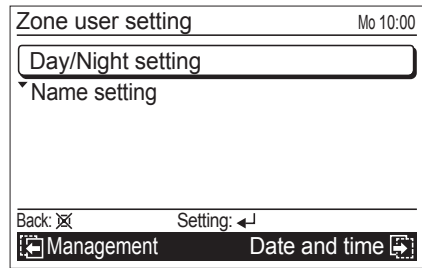 Zone user setting Mo 10:00
Day/Night setting
Name setting
Back: Setting:
Management Date and time